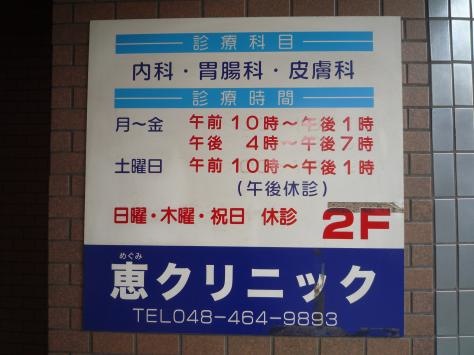 診療科目
内科・胃腸科・皮膚科
診療時間
月～金 午前10時～午後1時
午後 4時～午後7時
土曜日 午前10時～午後1時
(午後休診)
日曜・木曜・祝日 休診 2F
めぐみ
恵クリニック
TEL048-464-9893